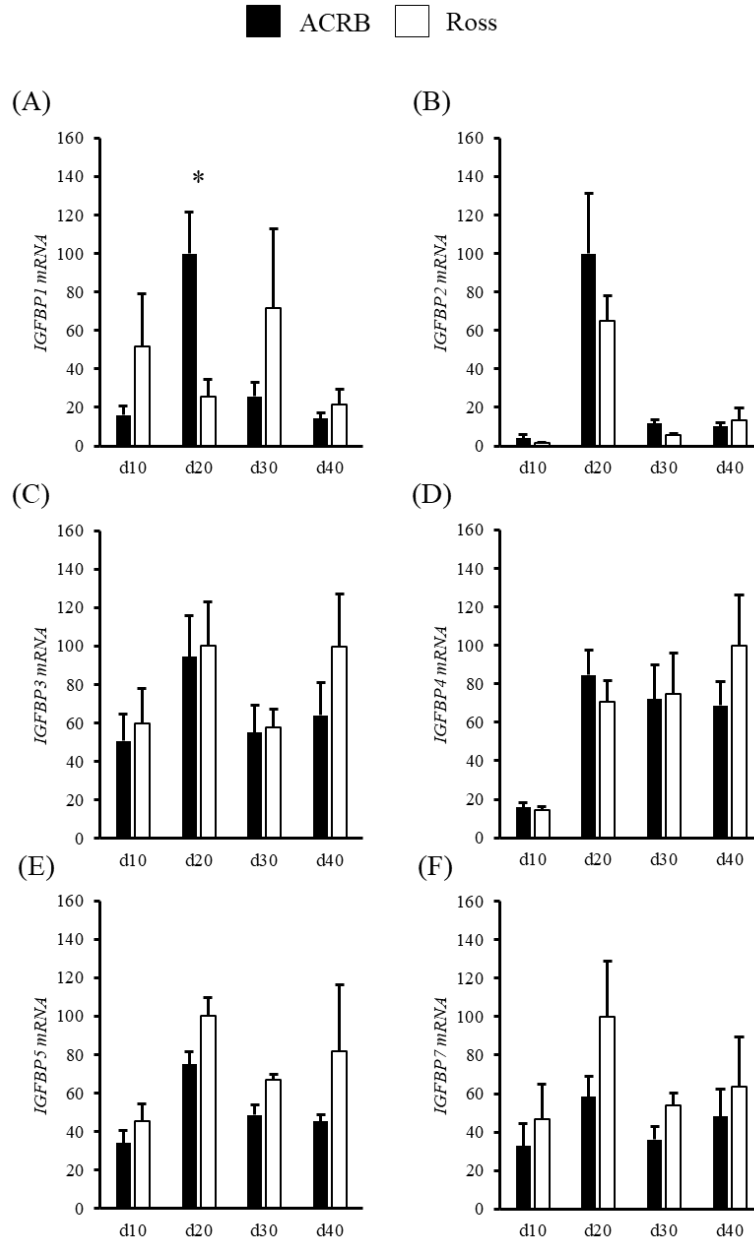 ACRB Ross
(A)
160
140
120
100
80
60
40
20
0
IGFBP1 mRNA
*
d10 d20 d30 d40
(B)
160
140
120
100
80
60
40
20
0
IGFBP2 mRNA
d10 d20 d30 d40
(C)
160
140
120
100
80
60
40
20
0
IGFBP3 mRNA
d10 d20 d30 d40
(D)
160
140
120
100
80
60
40
20
0
IGFBP4 mRNA
d10 d20 d30 d40
(E)
160
140
120
100
80
60
40
20
0
IGFBP5 mRNA
d10 d20 d30 d40
(F)
160
140
120
100
80
60
40
20
0
IGFBP7 mRNA
d10 d20 d30 d40